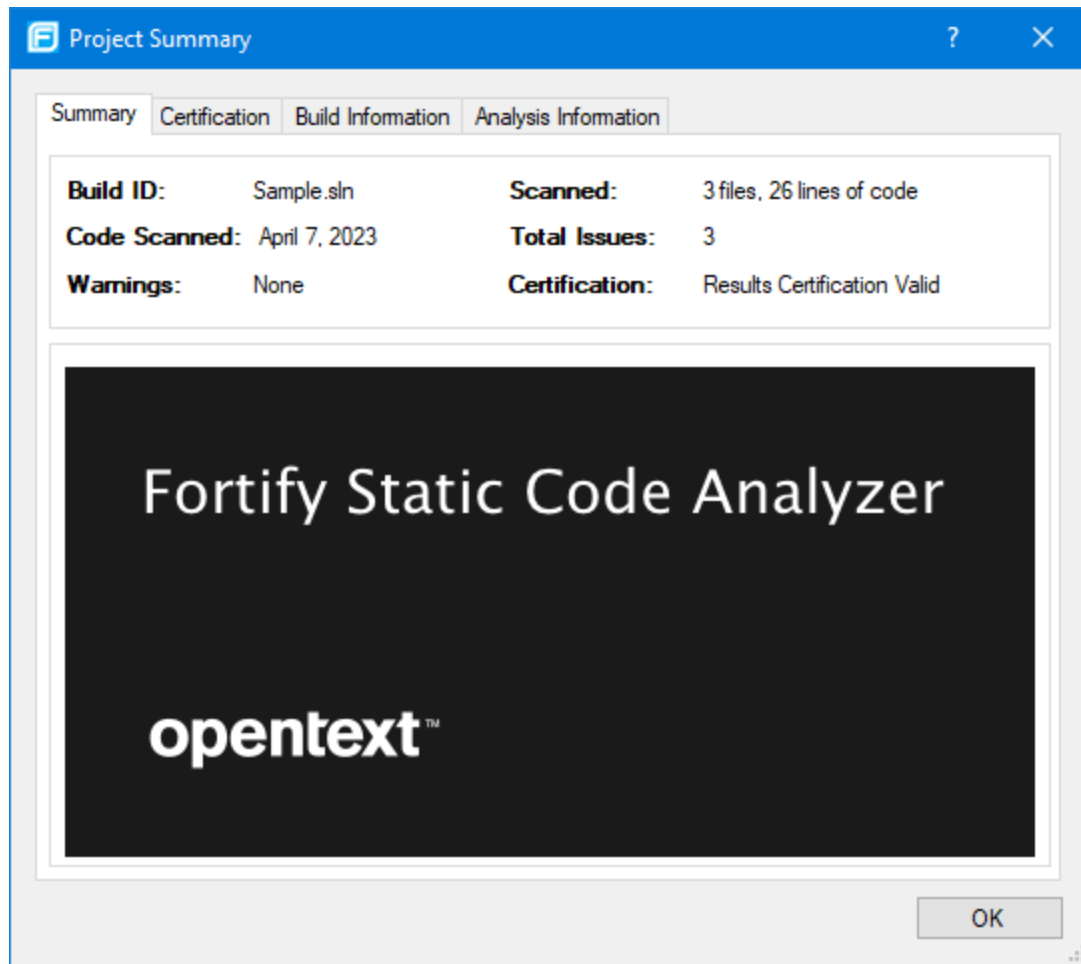 Project Summary ?
Summary Certification Build Information Analysis Information
Build ID: Sample.sln Scanned: 3 files, 26 lines of code
Code Scanned: April 7, 2023 Total Issues: 3
Warnings: None Certification: Results Certification Valid
Fortify Static Code Analyzer
opentext™
OK